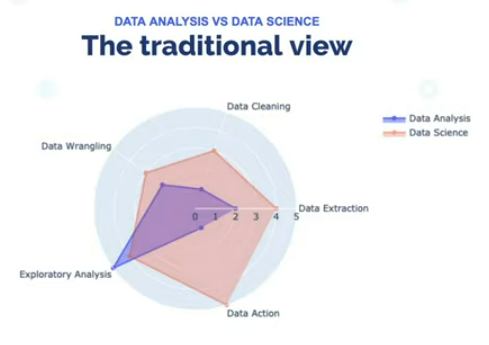 DATA ANALYSIS VS DATA SCIENCE
The traditional view
Data Cleaning
Data Analysis
Data Science
Data Wrangling
Data Extraction
0 1 2 3 4 5
Exploratory Analysis
Data Action